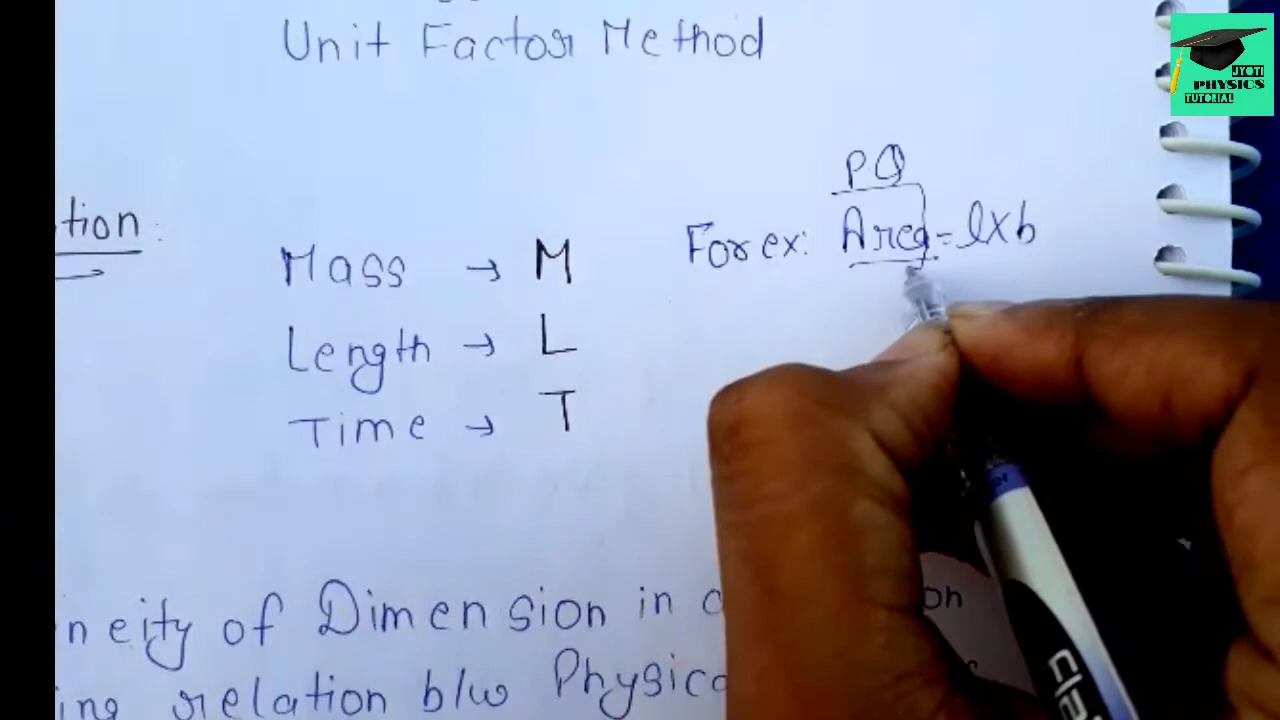 Unit Factor Method
JYOTI
PHYSICS
TUTORIAL
PQ
tion:
Mass → M
For ex: Area = l×b
Length → L
Time → T
neity of Dimension in
ing relation b/w Physica